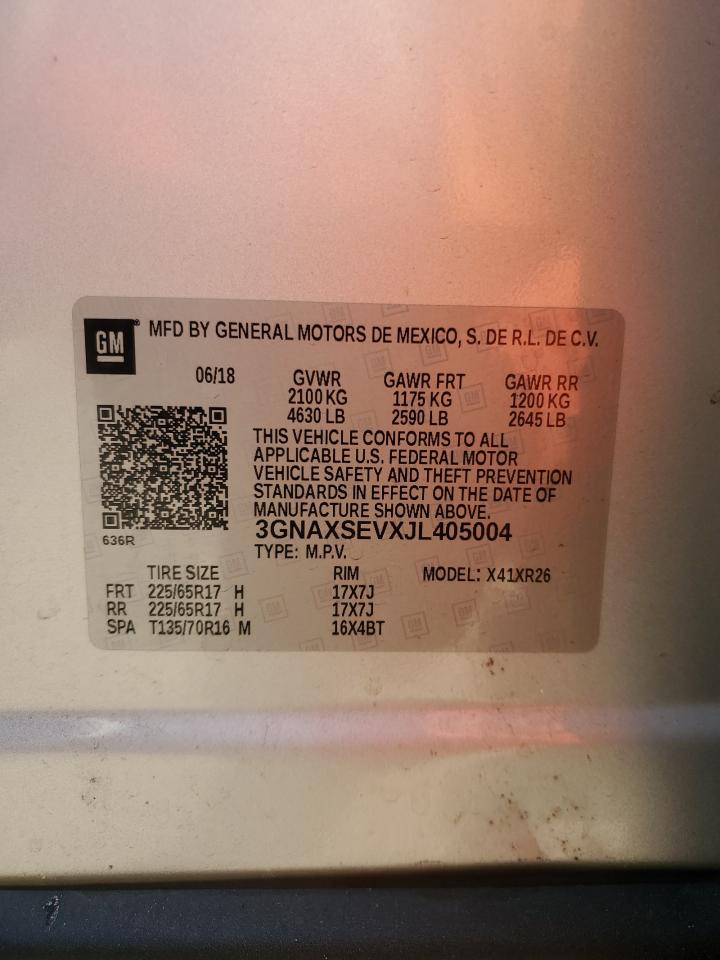 GM® MFD BY GENERAL MOTORS DE MEXICO, S. DE R.L. DE C.V.
06/18 GVWR GAWR FRT GAWR RR
2100 KG 1175 KG 1200 KG
4630 LB 2590 LB 2645 LB
THIS VEHICLE CONFORMS TO ALL
APPLICABLE U.S. FEDERAL MOTOR
VEHICLE SAFETY AND THEFT PREVENTION
STANDARDS IN EFFECT ON THE DATE OF
MANUFACTURE SHOWN ABOVE.
3GNAXSEVXJL405004
636R
TYPE: M.P.V.
TIRE SIZE RIM MODEL: X41XR26
FRT 225/65R17 H 17X7J
RR 225/65R17 H 17X7J
SPA T135/70R16 M 16X4BT